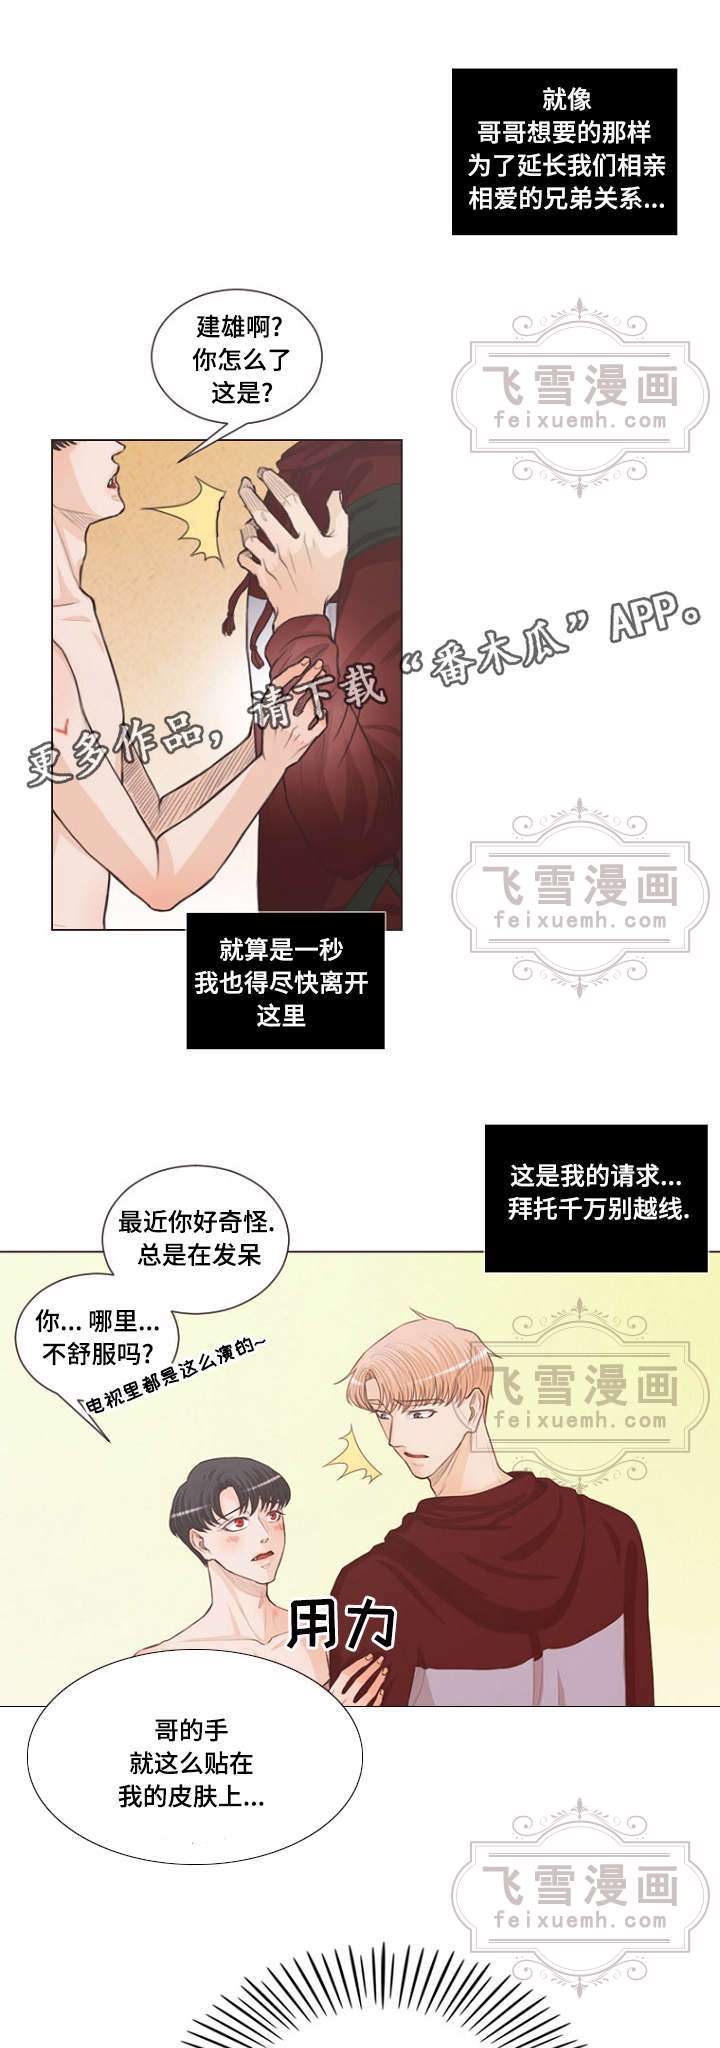 就像
哥哥想要的那样
为了延长我们相亲
相爱的兄弟关系...
建雄啊?
你怎么了
这是?
飞雪漫画
feixuemh.com
更多作品，请下载“番木瓜”APP。
飞雪漫画
feixuemh.com
就算是一秒
我也得尽快离开
这里
这是我的请求...
拜托千万别越线.
最近你好奇怪.
总是在发呆
你... 哪里...
不舒服吗?
电视里都是这么演的~
飞雪漫画
feixuemh.com
用力
哥的手
就这么贴在
我的皮肤上...
飞雪漫画
feixuemh.com